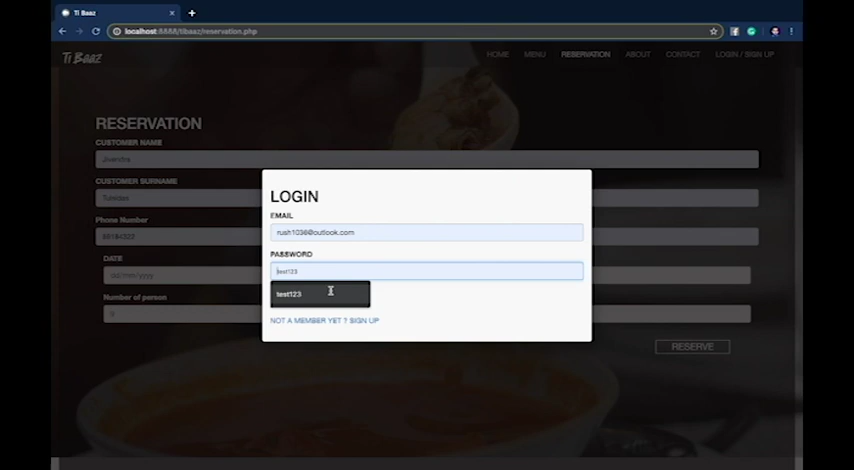 Ti Baaz
localhost:8888/tibaaz/reservation.php
Ti Baaz
HOME MENU RESERVATION ABOUT CONTACT LOGIN / SIGN UP
RESERVATION
CUSTOMER NAME
Jivendra
CUSTOMER SURNAME
Tuesdas
Phone Number
DATE
dd/mm/yyyy
Number of person
RESERVE
LOGIN
EMAIL
rush1036@outlook.com
PASSWORD
test123
test123
NOT A MEMBER YET ? SIGN UP